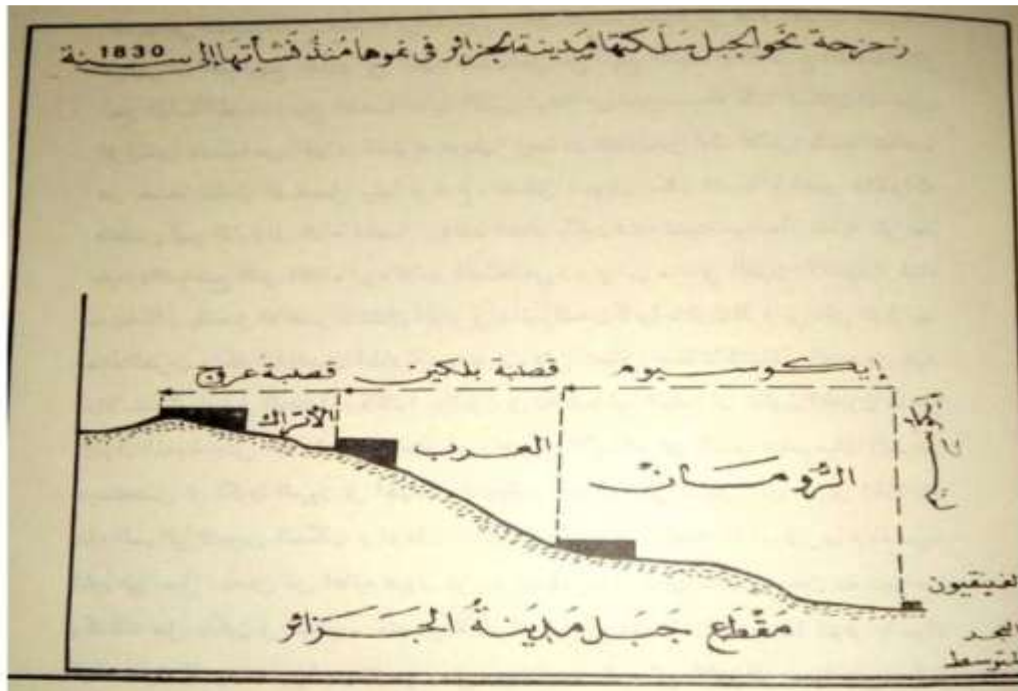 زحزحة نحو الجبل سلكتها مدينة الجزائر في نموها منذ نشأتها إلى سنة 1830
إيكوسيوم
قصبة بلكين
قصبة عروج
الأتراك
العرب
الرومان
الفينيقيون
البحر
المتوسط
مقطع جبل مدينة الجزائر